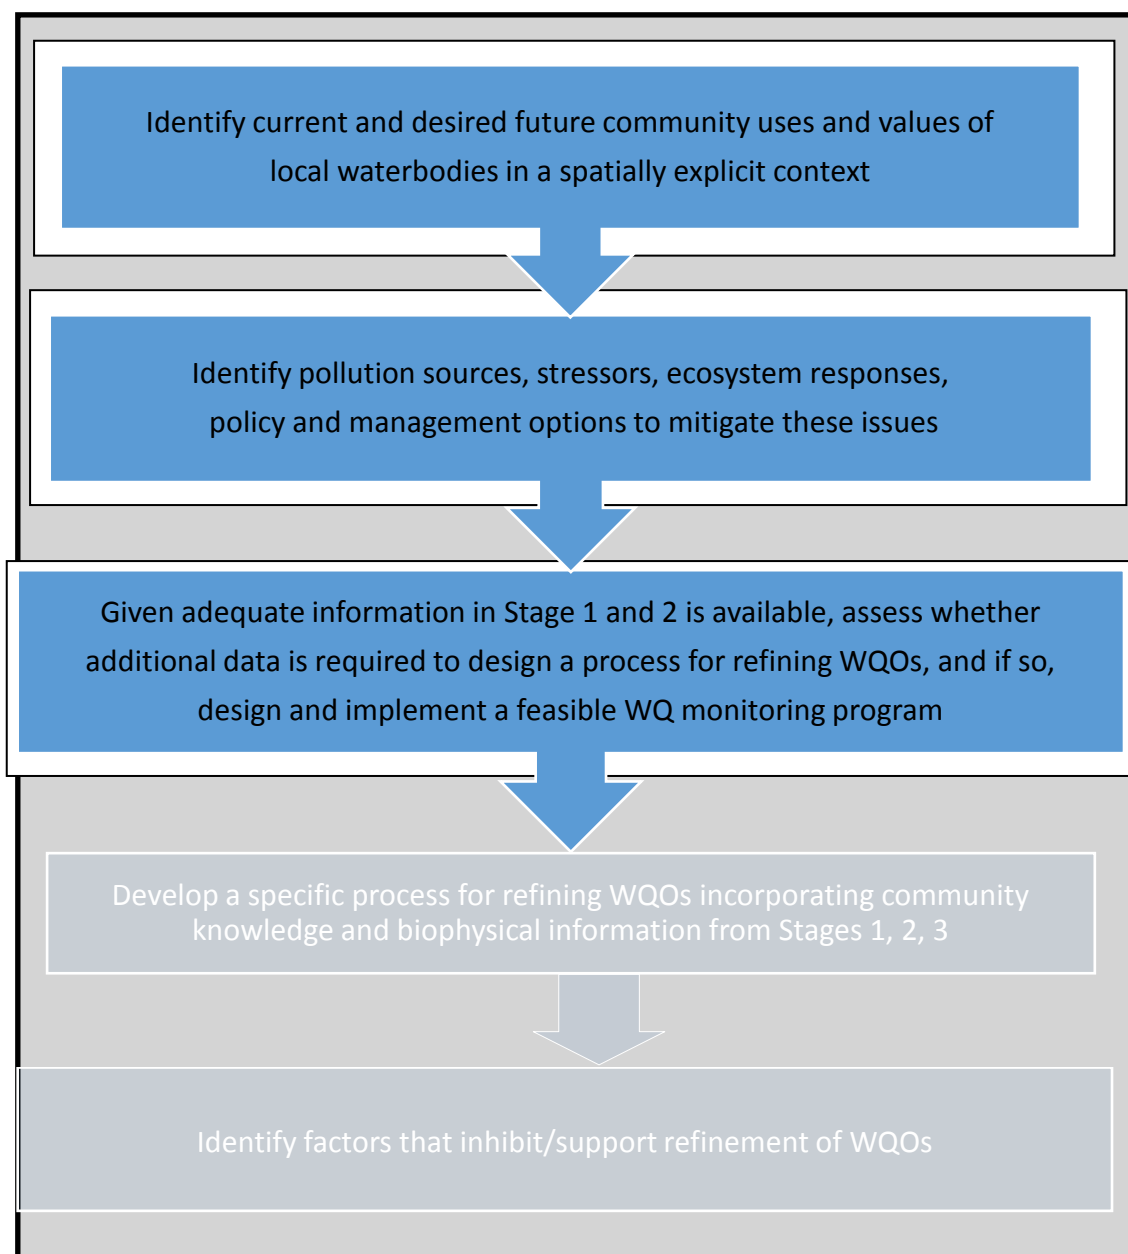 Identify current and desired future community uses and values of
local waterbodies in a spatially explicit context
Identify pollution sources, stressors, ecosystem responses,
policy and management options to mitigate these issues
Given adequate information in Stage 1 and 2 is available, assess whether
additional data is required to design a process for refining WQOs, and if so,
design and implement a feasible WQ monitoring program
Develop a specific process for refining WQOs incorporating community
knowledge and biophysical information from Stages 1, 2, 3
Identify factors that inhibit/support refinement of WQOs